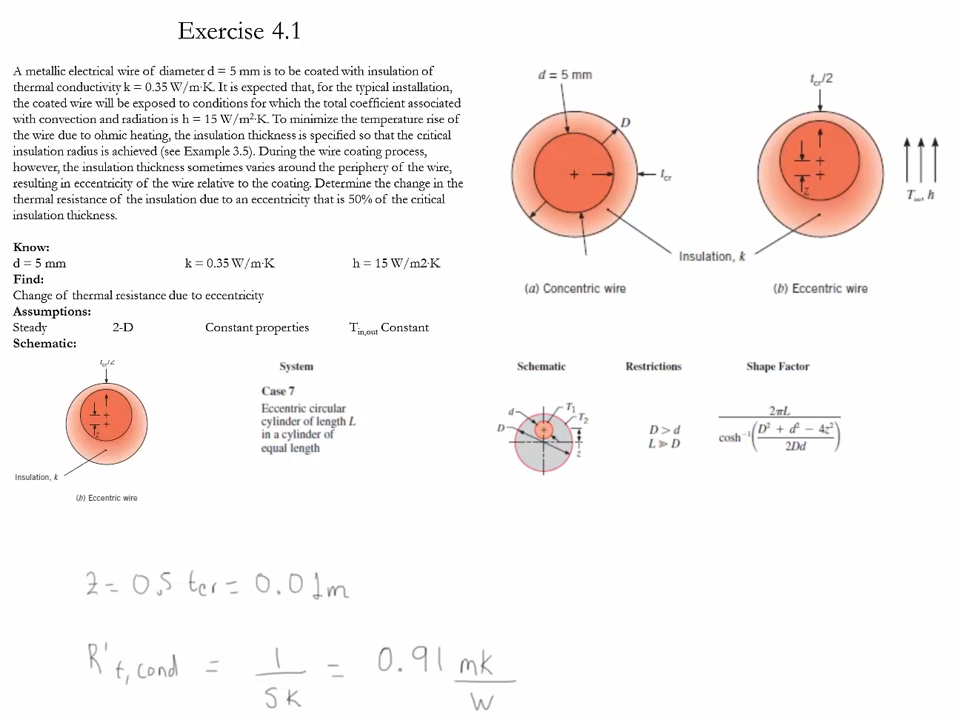 Exercise 4.1
A metallic electrical wire of diameter d = 5 mm is to be coated with insulation of
thermal conductivity k = 0.35 W/m·K. It is expected that, for the typical installation,
the coated wire will be exposed to conditions for which the total coefficient associated
with convection and radiation is h = 15 W/m²·K. To minimize the temperature rise of
the wire due to ohmic heating, the insulation thickness is specified so that the critical
insulation radius is achieved (see Example 3.5). During the wire coating process,
however, the insulation thickness sometimes varies around the periphery of the wire,
resulting in eccentricity of the wire relative to the coating. Determine the change in the
thermal resistance of the insulation due to an eccentricity that is 50% of the critical
insulation thickness.
Know:
d = 5 mm k = 0.35 W/m·K h = 15 W/m2·K
Find:
Change of thermal resistance due to eccentricity
Assumptions:
Steady 2-D Constant properties T_in,out Constant
Schematic:
d = 5 mm
D
t_cr
Insulation, k
(a) Concentric wire
t_cr/2
z
T∞, h
(b) Eccentric wire
t_cr/2
z
Insulation, k
(b) Eccentric wire
System Schematic Restrictions Shape Factor
Case 7
Eccentric circular
cylinder of length L
in a cylinder of
equal length
d
D
T₁
T₂
z
D > d
L ≫ D
2πL
cosh⁻¹(D² + d² − 4z²
2Dd)
z = 0.5 tcr = 0.01m
R't,cond = 1/SK = 0.91 mk/W